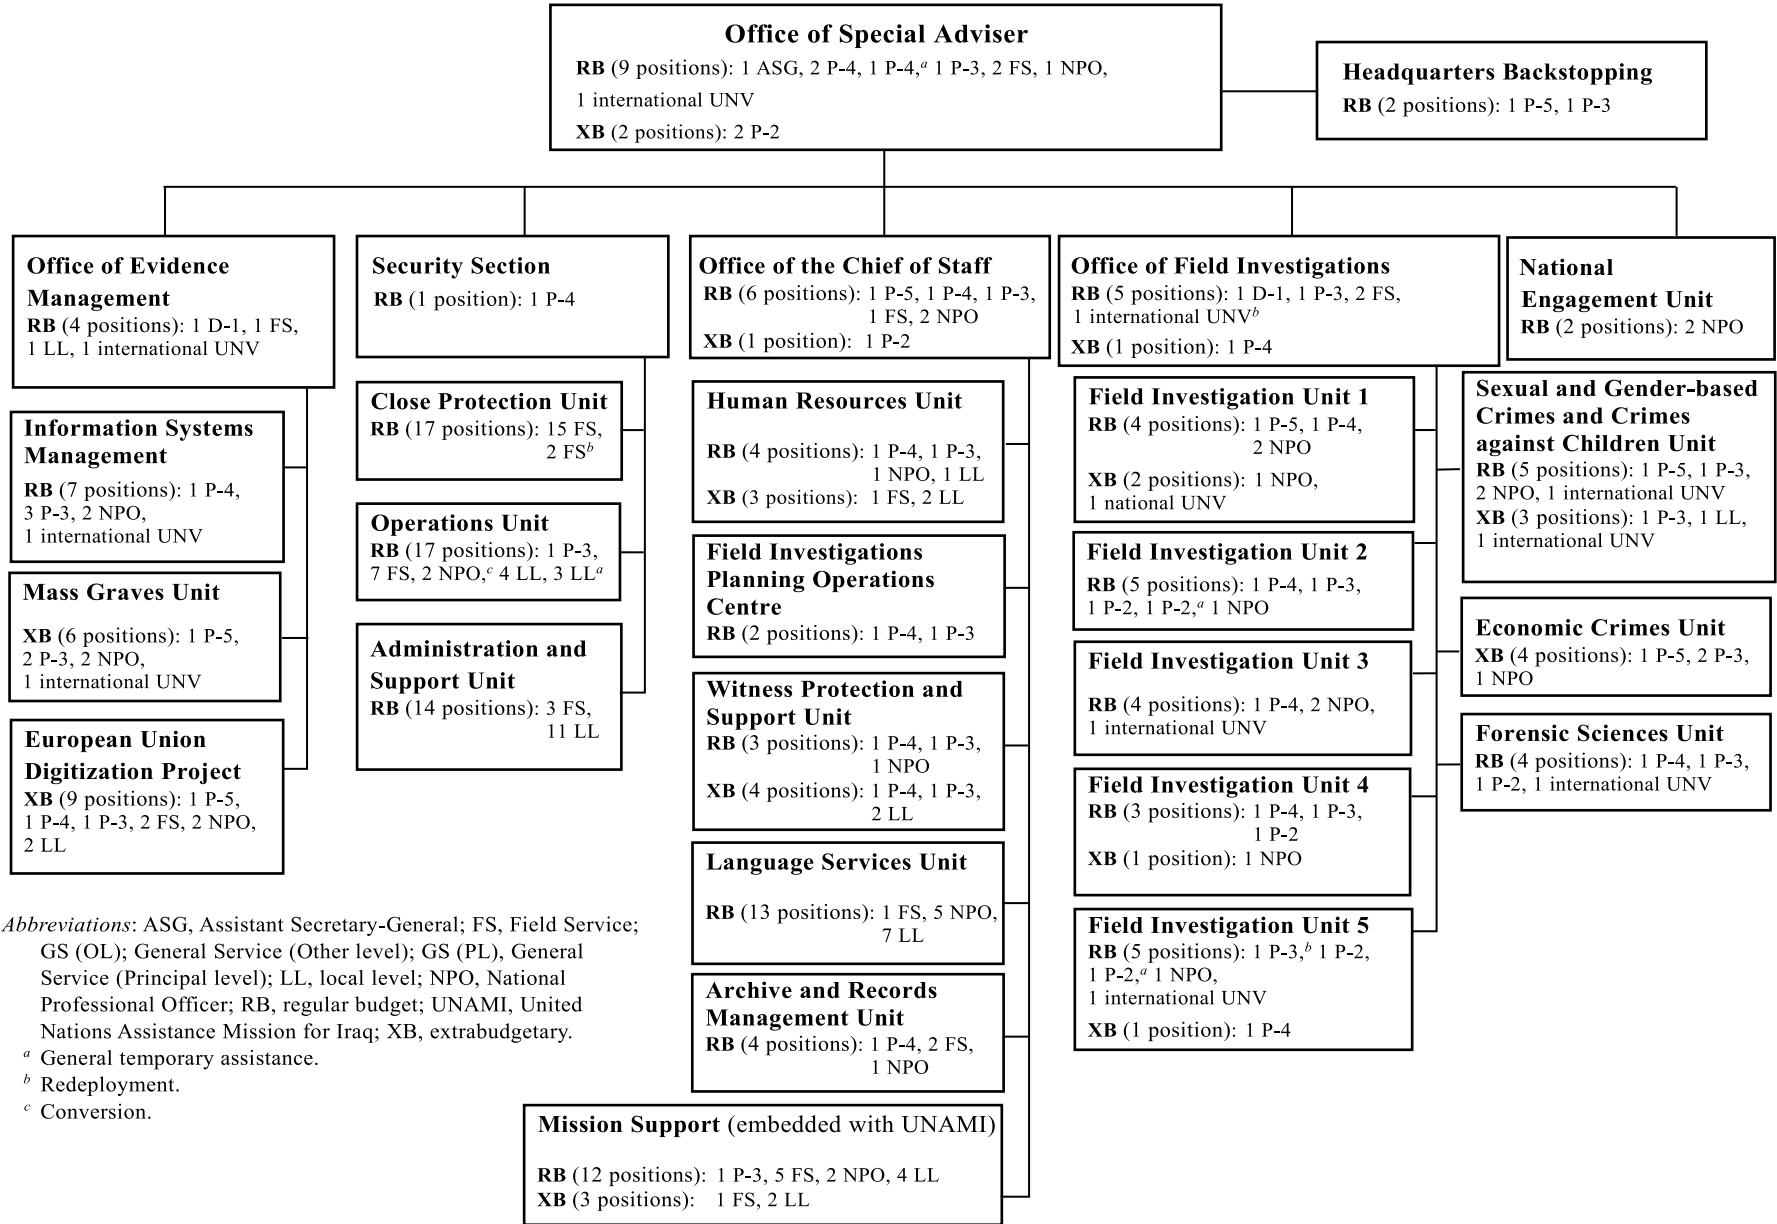 Office of Special Adviser
RB (9 positions): 1 ASG, 2 P-4, 1 P-4,a 1 P-3, 2 FS, 1 NPO,
1 international UNV
XB (2 positions): 2 P-2
Headquarters Backstopping
RB (2 positions): 1 P-5, 1 P-3
Office of Evidence
Management
RB (4 positions): 1 D-1, 1 FS,
1 LL, 1 international UNV
Information Systems
Management
RB (7 positions): 1 P-4,
3 P-3, 2 NPO,
1 international UNV
Mass Graves Unit
XB (6 positions): 1 P-5,
2 P-3, 2 NPO,
1 international UNV
European Union
Digitization Project
XB (9 positions): 1 P-5,
1 P-4, 1 P-3, 2 FS, 2 NPO,
2 LL
Security Section
RB (1 position): 1 P-4
Close Protection Unit
RB (17 positions): 15 FS,
2 FSb
Operations Unit
RB (17 positions): 1 P-3,
7 FS, 2 NPO,c 4 LL, 3 LLa
Administration and
Support Unit
RB (14 positions): 3 FS,
11 LL
Office of the Chief of Staff
RB (6 positions): 1 P-5, 1 P-4, 1 P-3,
1 FS, 2 NPO
XB (1 position): 1 P-2
Human Resources Unit
RB (4 positions): 1 P-4, 1 P-3,
1 NPO, 1 LL
XB (3 positions): 1 FS, 2 LL
Field Investigations
Planning Operations
Centre
RB (2 positions): 1 P-4, 1 P-3
Witness Protection and
Support Unit
RB (3 positions): 1 P-4, 1 P-3,
1 NPO
XB (4 positions): 1 P-4, 1 P-3,
2 LL
Language Services Unit
RB (13 positions): 1 FS, 5 NPO,
7 LL
Archive and Records
Management Unit
RB (4 positions): 1 P-4, 2 FS,
1 NPO
Mission Support (embedded with UNAMI)
RB (12 positions): 1 P-3, 5 FS, 2 NPO, 4 LL
XB (3 positions): 1 FS, 2 LL
Office of Field Investigations
RB (5 positions): 1 D-1, 1 P-3, 2 FS,
1 international UNVb
XB (1 position): 1 P-4
Field Investigation Unit 1
RB (4 positions): 1 P-5, 1 P-4,
2 NPO
XB (2 positions): 1 NPO,
1 national UNV
Field Investigation Unit 2
RB (5 positions): 1 P-4, 1 P-3,
1 P-2, 1 P-2,a 1 NPO
Field Investigation Unit 3
RB (4 positions): 1 P-4, 2 NPO,
1 international UNV
Field Investigation Unit 4
RB (3 positions): 1 P-4, 1 P-3,
1 P-2
XB (1 position): 1 NPO
Field Investigation Unit 5
RB (5 positions): 1 P-3,b 1 P-2,
1 P-2,a 1 NPO,
1 international UNV
XB (1 position): 1 P-4
National
Engagement Unit
RB (2 positions): 2 NPO
Sexual and Gender-based
Crimes and Crimes
against Children Unit
RB (5 positions): 1 P-5, 1 P-3,
2 NPO, 1 international UNV
XB (3 positions): 1 P-3, 1 LL,
1 international UNV
Economic Crimes Unit
XB (4 positions): 1 P-5, 2 P-3,
1 NPO
Forensic Sciences Unit
RB (4 positions): 1 P-4, 1 P-3,
1 P-2, 1 international UNV
Abbreviations: ASG, Assistant Secretary-General; FS, Field Service;
GS (OL); General Service (Other level); GS (PL), General
Service (Principal level); LL, local level; NPO, National
Professional Officer; RB, regular budget; UNAMI, United
Nations Assistance Mission for Iraq; XB, extrabudgetary.
a General temporary assistance.
b Redeployment.
c Conversion.